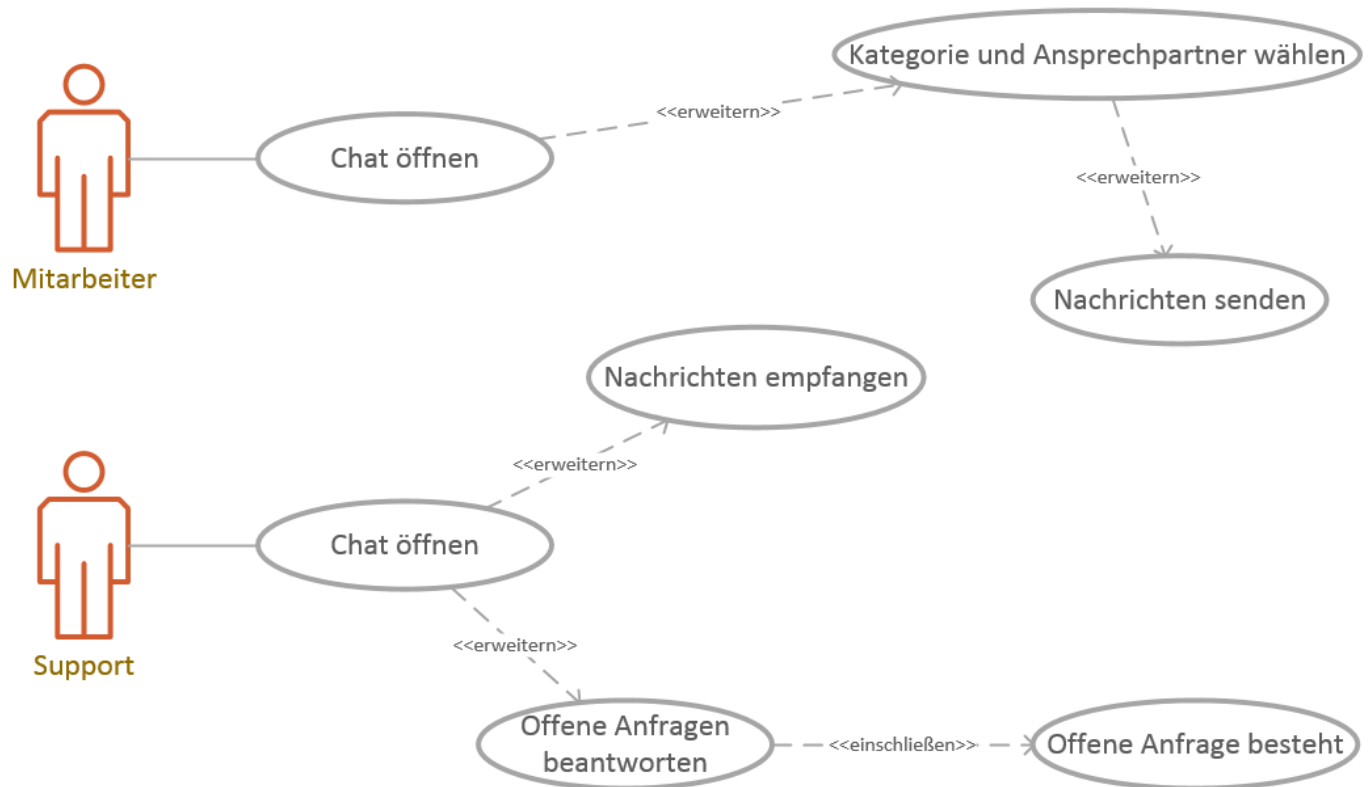 Kategorie und Ansprechpartner wählen
<<erweitern>>
Chat öffnen
<<erweitern>>
Mitarbeiter
Nachrichten senden
Nachrichten empfangen
<<erweitern>>
Chat öffnen
<<erweitern>>
Support
Offene Anfragen
beantworten
<<einschließen>>
Offene Anfrage besteht